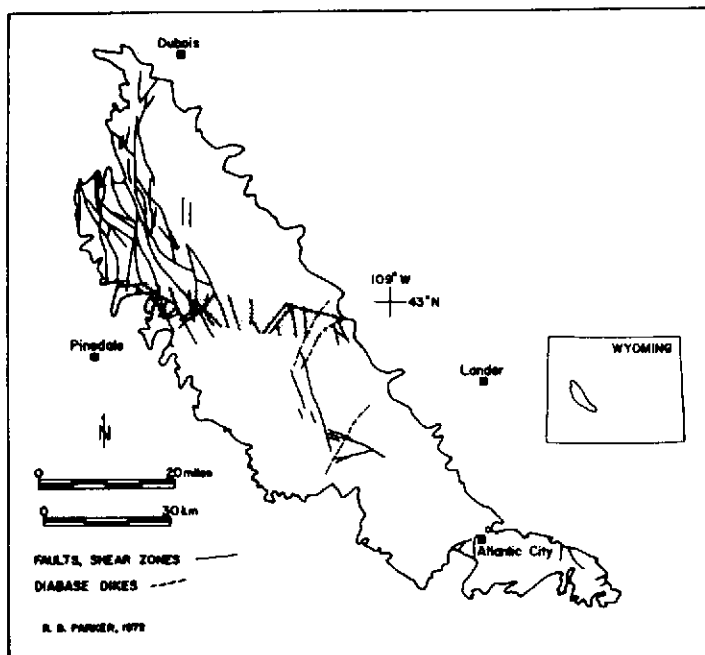 Dubois
109° W
43° N
Pinedale
WYOMING
Lander
N
0 20 miles
0 30 km
Atlantic City
FAULTS, SHEAR ZONES
DIABASE DIKES
R. B. PARKER, 1972